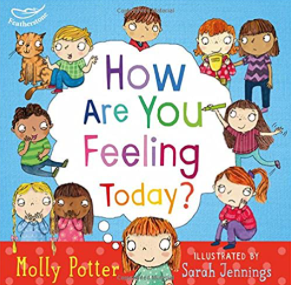 Featherstone
How
Are You
Feeling
Today?
Molly Potter
ILLUSTRATED BY
Sarah Jennings